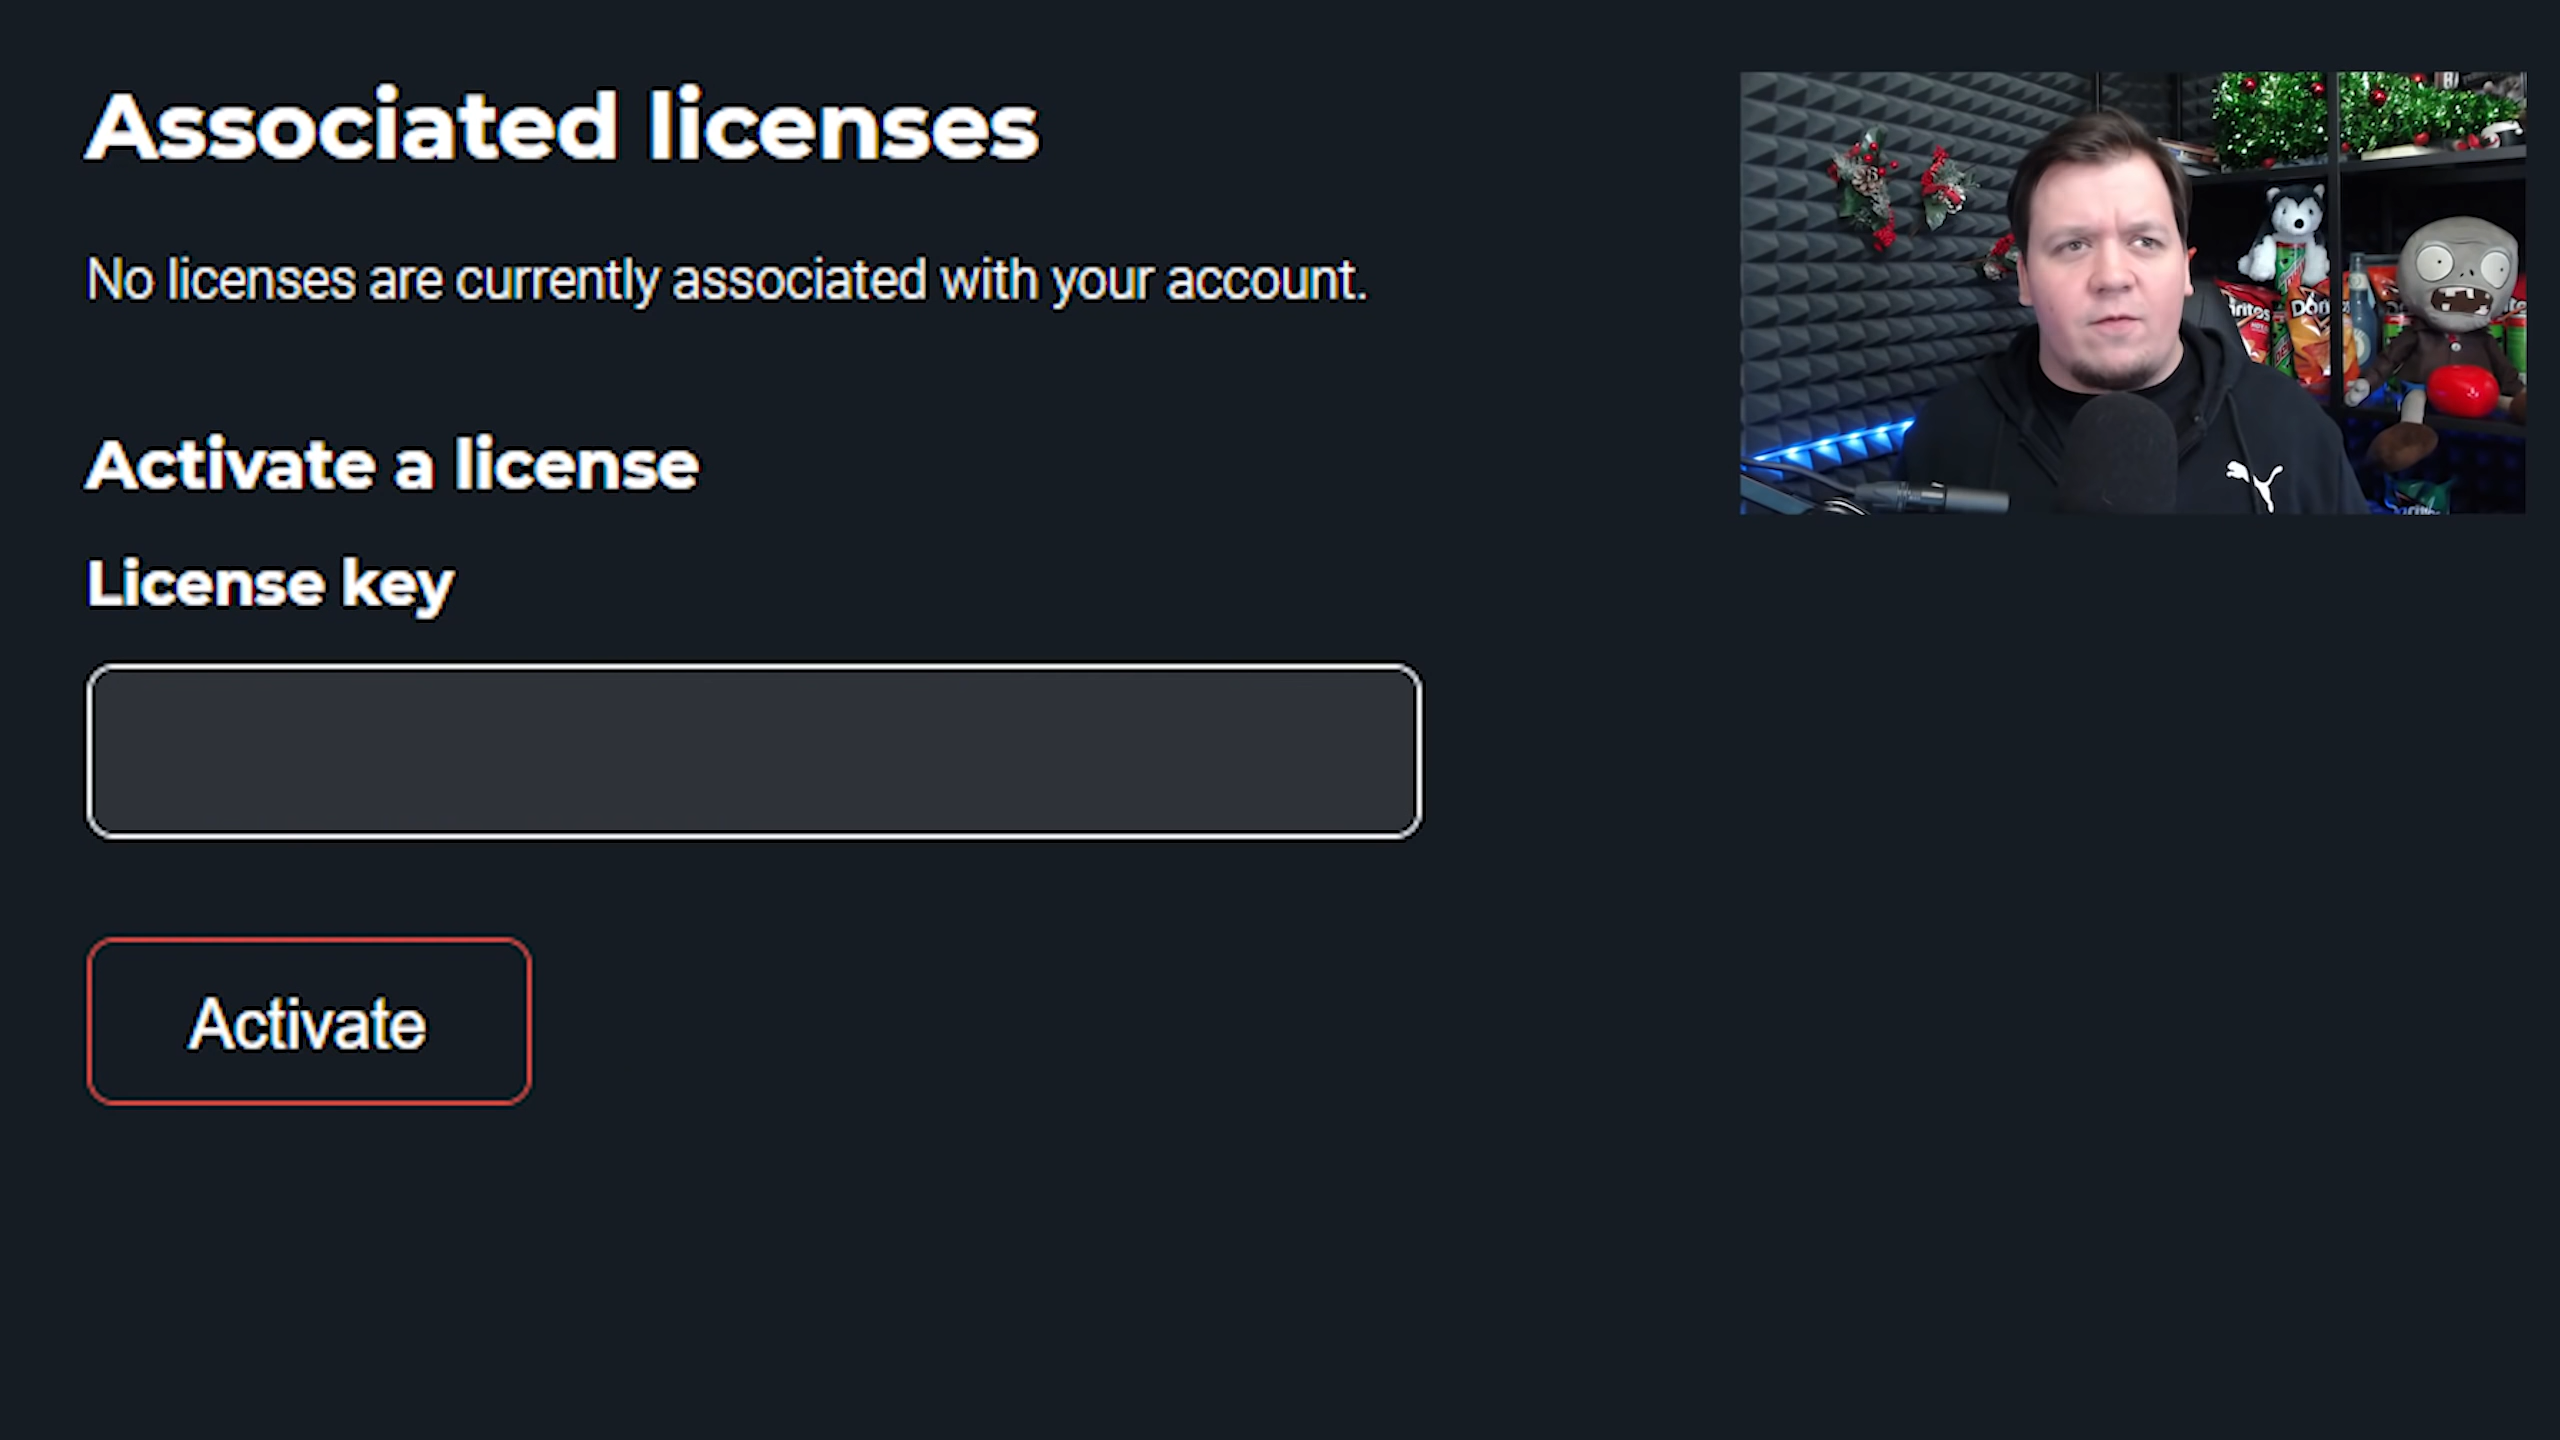 Associated licenses
No licenses are currently associated with your account.
Activate a license
License key
Activate